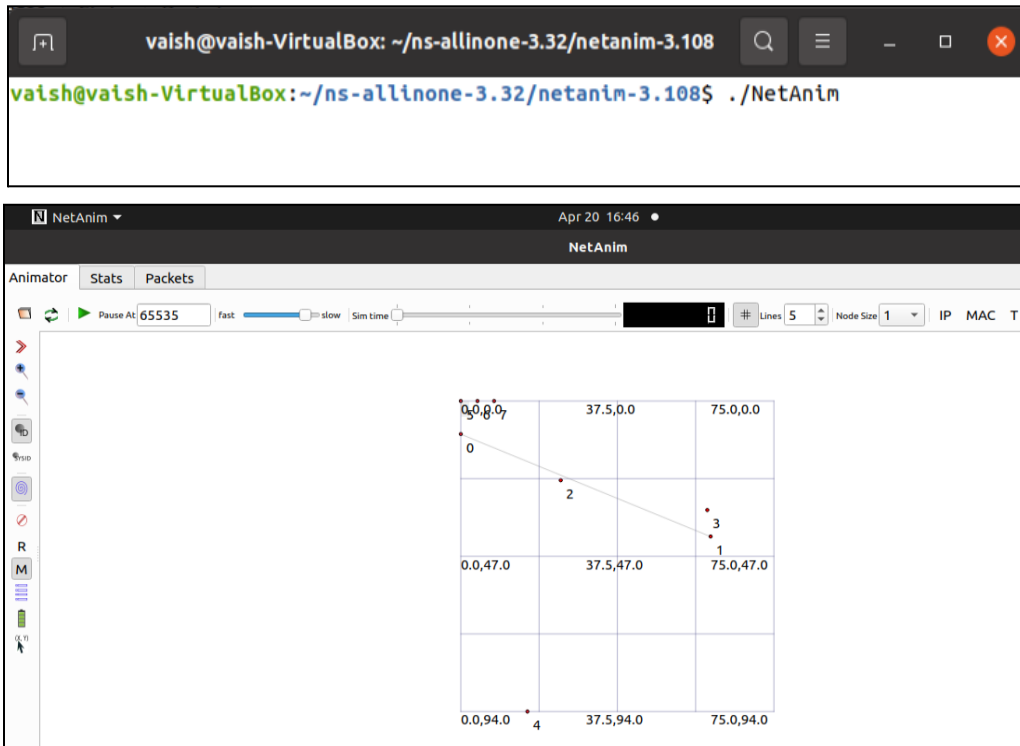 vaish@vaish-VirtualBox: ~/ns-allinone-3.32/netanim-3.108
vaish@vaish-VirtualBox:~/ns-allinone-3.32/netanim-3.108$ ./NetAnim
NetAnim
Apr 20 16:46
NetAnim
Animator Stats Packets
Pause At 65535 fast slow Sim time 0 # Lines 5 Node Size 1 IP MAC T
ID
SYSID
R
M
(X,Y)
0.0,0.0 37.5,0.0 75.0,0.0
5 6 7
0
2
3
1
0.0,47.0 37.5,47.0 75.0,47.0
0.0,94.0 4 37.5,94.0 75.0,94.0